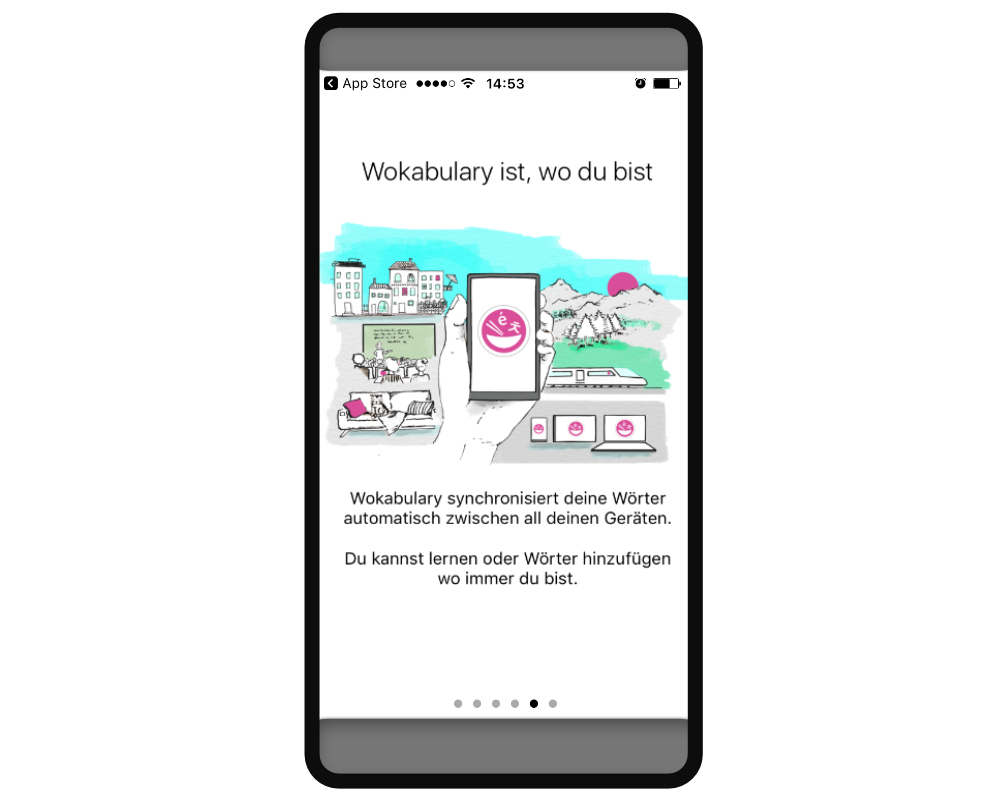 App Store 14:53
Wokabulary ist, wo du bist
é
Wokabulary synchronisiert deine Wörter
automatisch zwischen all deinen Geräten.
Du kannst lernen oder Wörter hinzufügen
wo immer du bist.